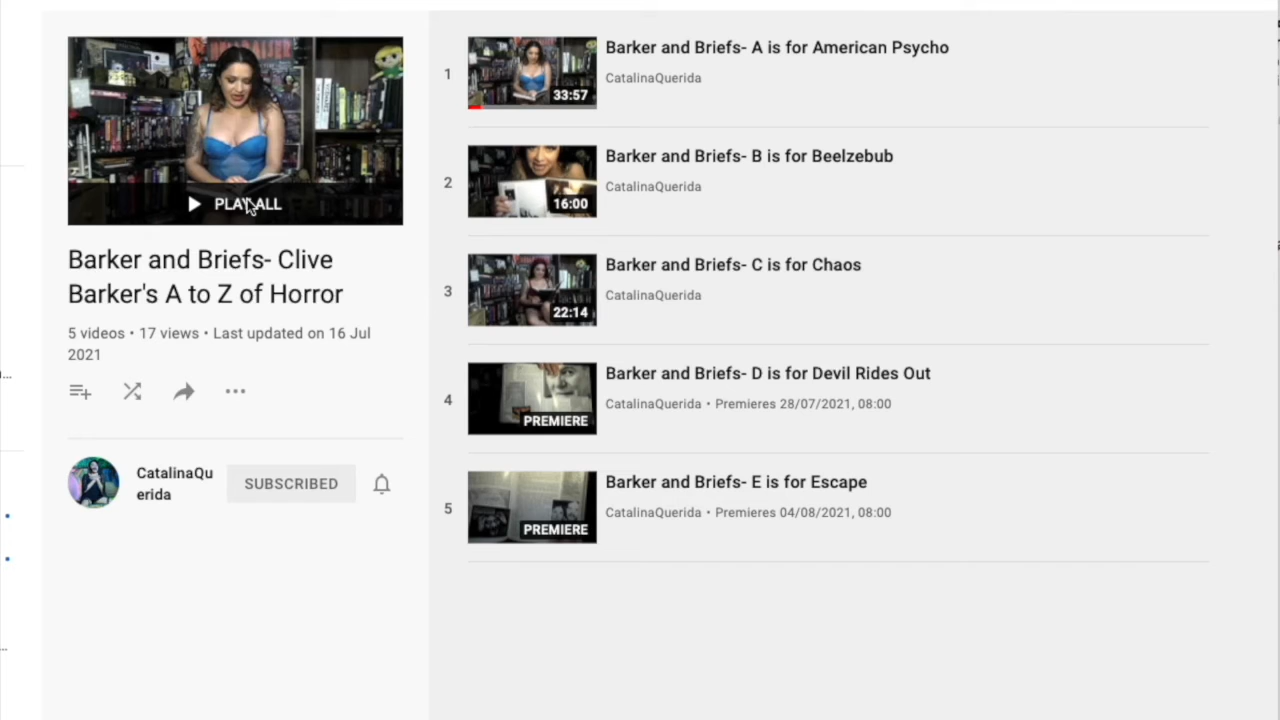 PLAY ALL
Barker and Briefs- Clive
Barker's A to Z of Horror
5 videos • 17 views • Last updated on 16 Jul
2021
CatalinaQu
erida
SUBSCRIBED
1
33:57
Barker and Briefs- A is for American Psycho
CatalinaQuerida
2
16:00
Barker and Briefs- B is for Beelzebub
CatalinaQuerida
3
22:14
Barker and Briefs- C is for Chaos
CatalinaQuerida
4
PREMIERE
Barker and Briefs- D is for Devil Rides Out
CatalinaQuerida • Premieres 28/07/2021, 08:00
5
PREMIERE
Barker and Briefs- E is for Escape
CatalinaQuerida • Premieres 04/08/2021, 08:00